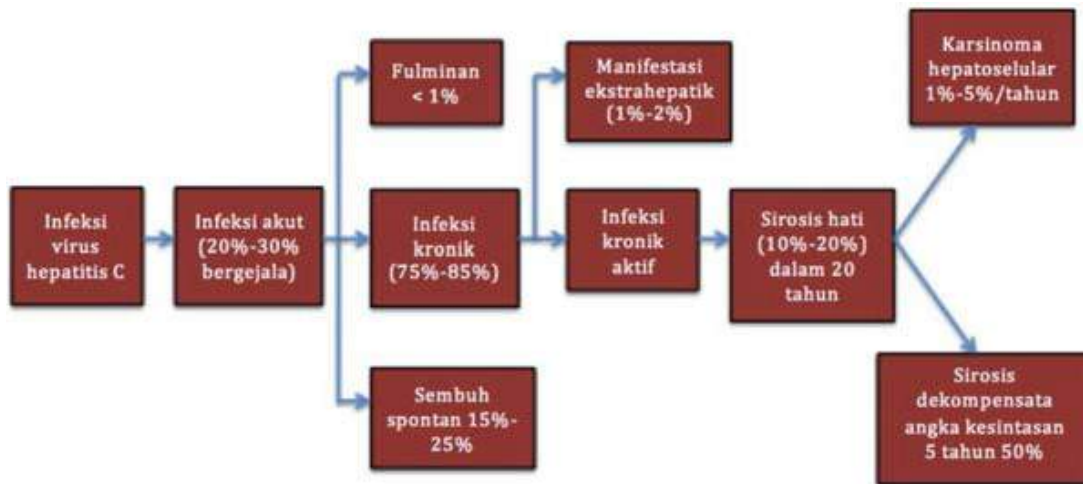 Infeksi
virus
hepatitis C
Infeksi akut
(20%-30%
bergejala)
Fulminan
< 1%
Infeksi
kronik
(75%-85%)
Sembuh
spontan 15%-
25%
Manifestasi
ekstrahepatik
(1%-2%)
Infeksi
kronik
aktif
Sirosis hati
(10%-20%)
dalam 20
tahun
Karsinoma
hepatoselular
1%-5%/tahun
Sirosis
dekompensata
angka kesintasan
5 tahun 50%